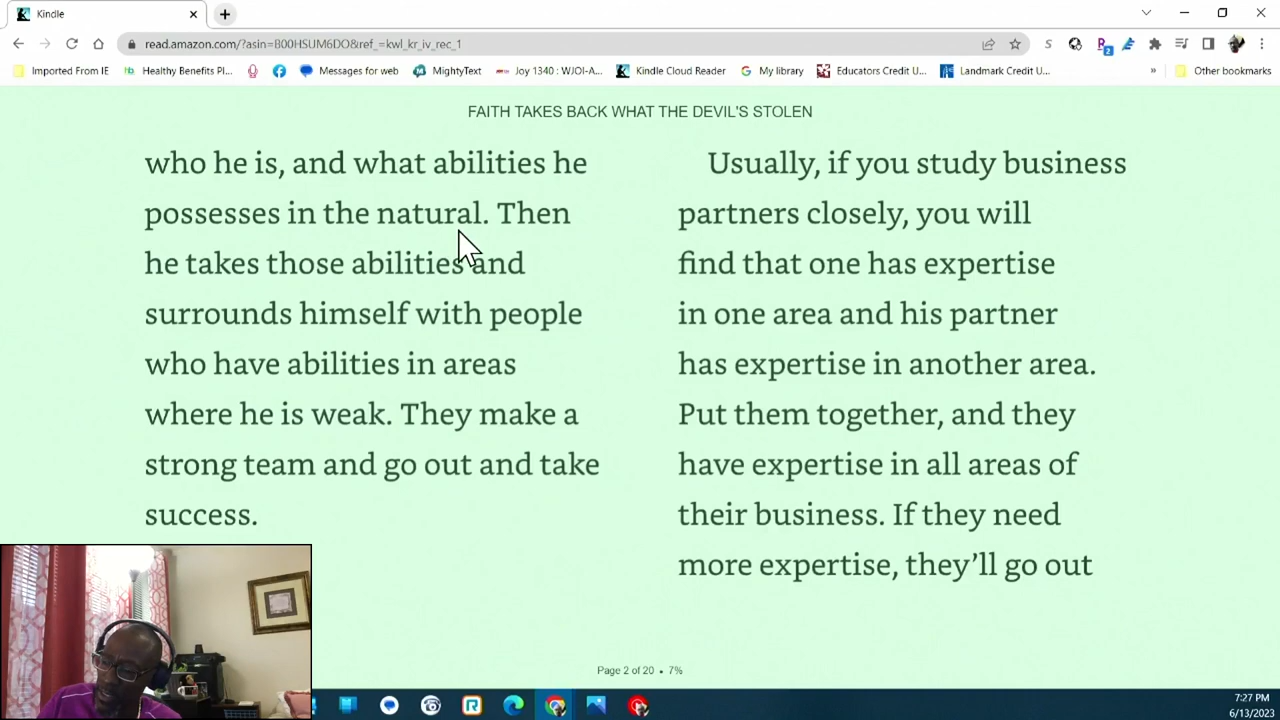 Kindle
read.amazon.com/?asin=B00HSUM6DO&ref_=kwl_kr_iv_rec_1
Imported From IE
Healthy Benefits Pl...
Messages for web
MightyText
Joy 1340 : WJOI-A...
Kindle Cloud Reader
My library
Educators Credit U...
Landmark Credit U...
»
Other bookmarks
FAITH TAKES BACK WHAT THE DEVIL'S STOLEN
who he is, and what abilities he
possesses in the natural. Then
he takes those abilities and
surrounds himself with people
who have abilities in areas
where he is weak. They make a
strong team and go out and take
success.
Usually, if you study business
partners closely, you will
find that one has expertise
in one area and his partner
has expertise in another area.
Put them together, and they
have expertise in all areas of
their business. If they need
more expertise, they’ll go out
Page 2 of 20 • 7%
7:27 PM
6/13/2023